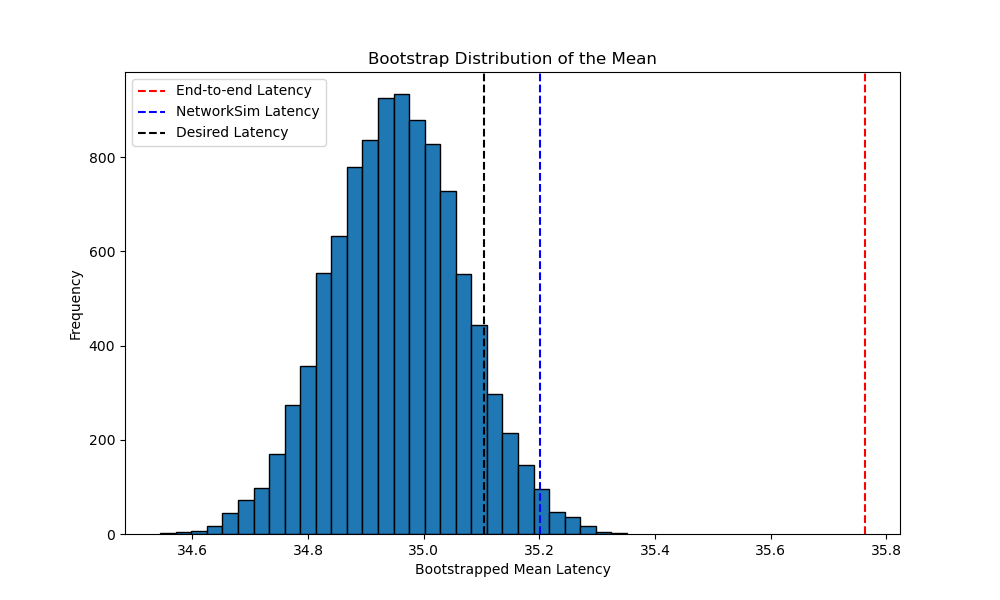 Bootstrap Distribution of the Mean
End-to-end Latency
NetworkSim Latency
Desired Latency
800
600
400
200
0
Frequency
34.6 34.8 35.0 35.2 35.4 35.6 35.8
Bootstrapped Mean Latency